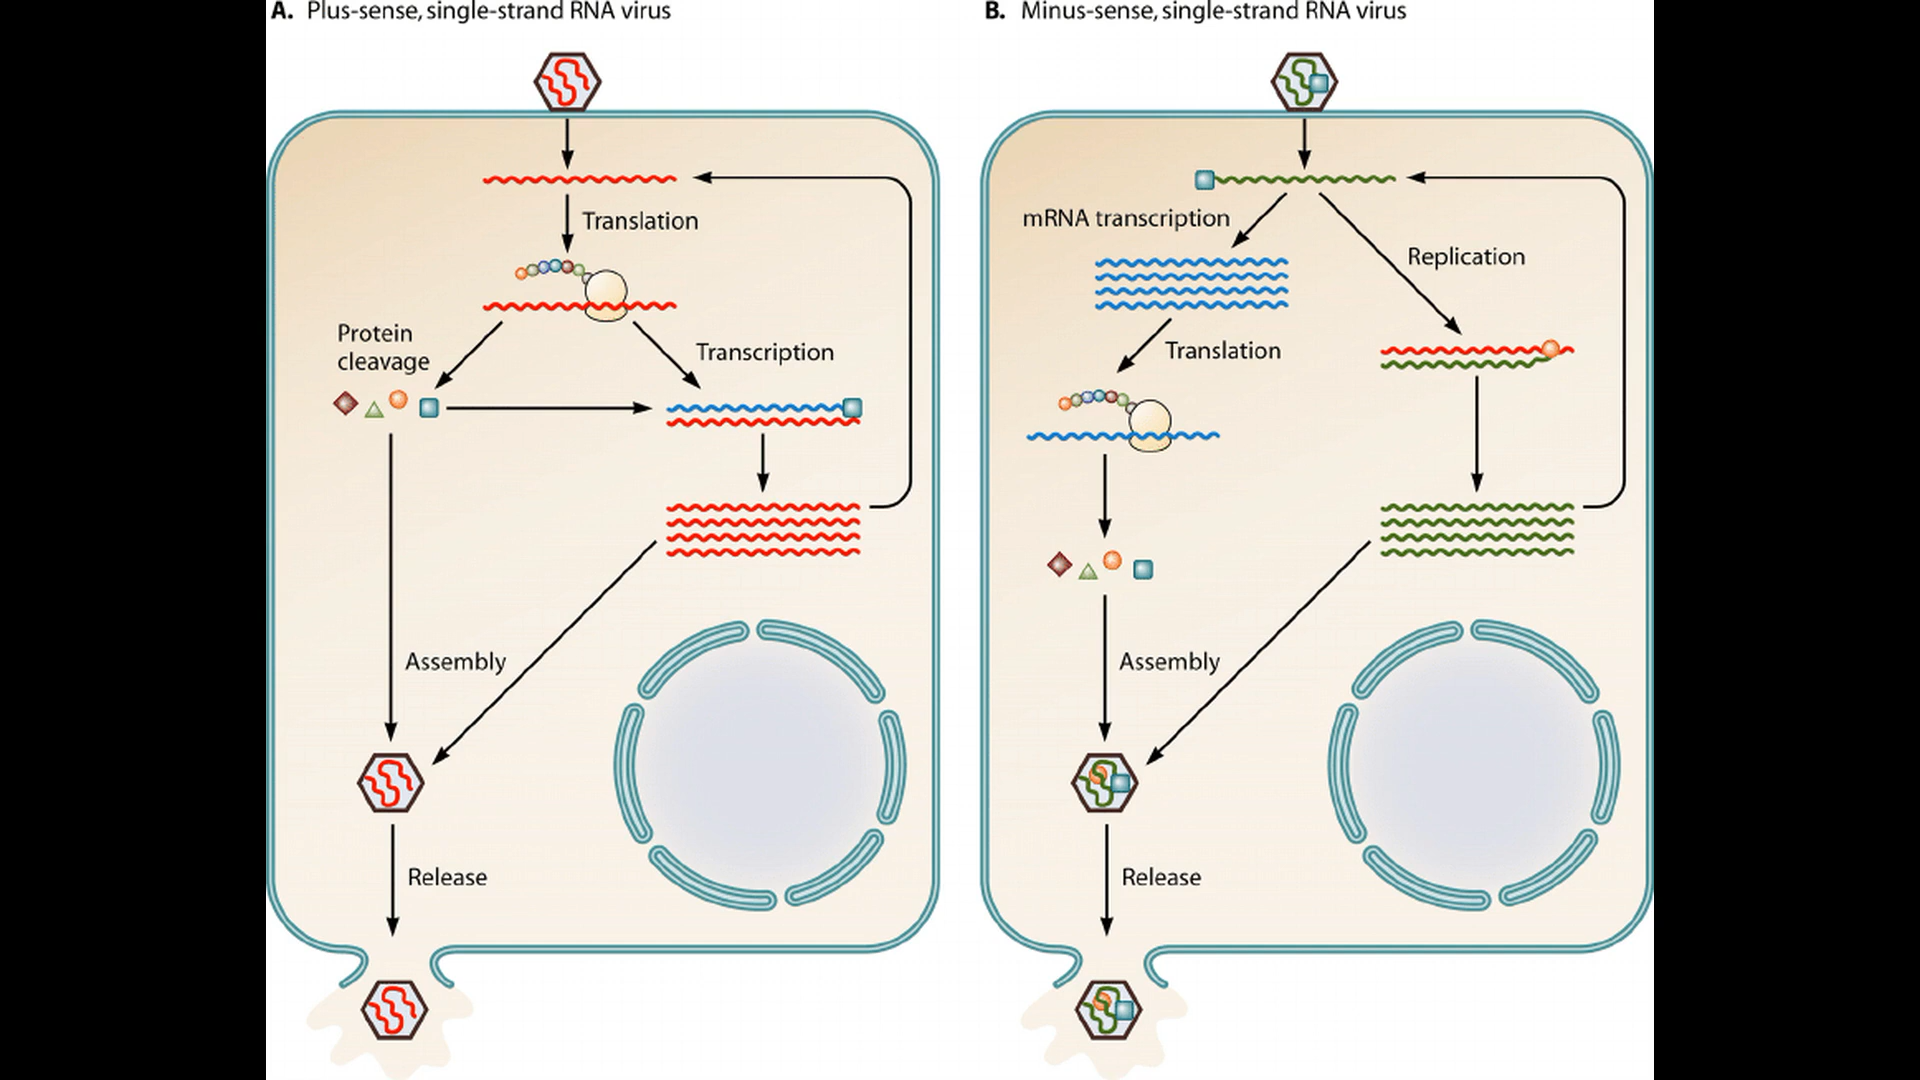 A. Plus-sense, single-strand RNA virus
Translation
Protein
cleavage
Transcription
Assembly
Release
B. Minus-sense, single-strand RNA virus
mRNA transcription
Replication
Translation
Assembly
Release